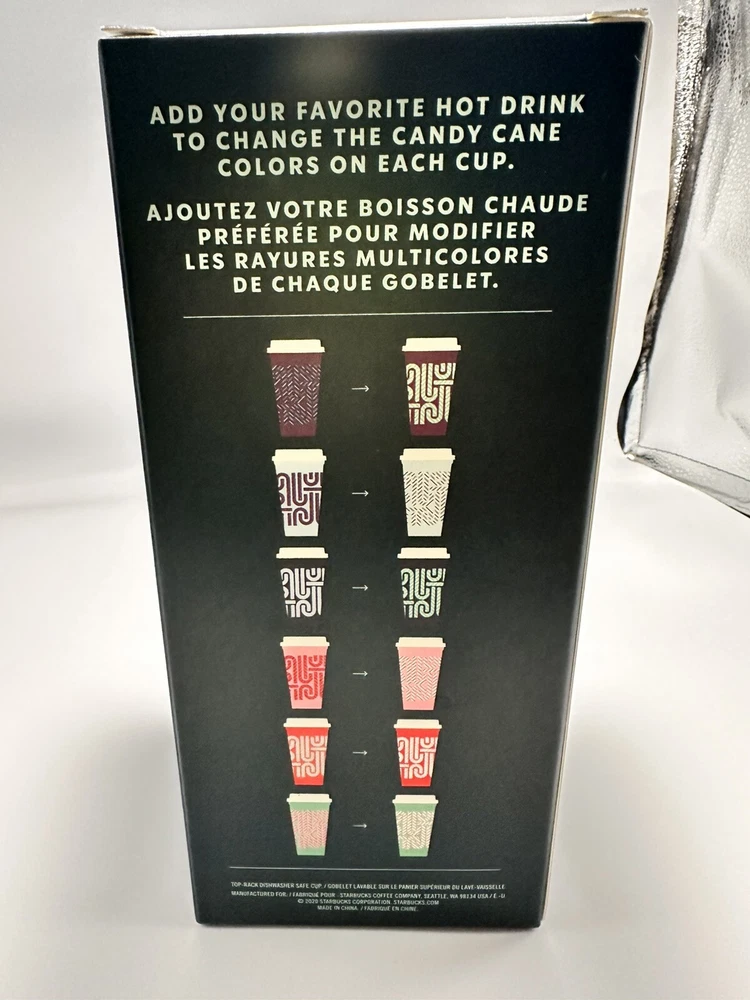 ADD YOUR FAVORITE HOT DRINK
TO CHANGE THE CANDY CANE
COLORS ON EACH CUP.
AJOUTEZ VOTRE BOISSON CHAUDE
PRÉFÉRÉE POUR MODIFIER
LES RAYURES MULTICOLORES
DE CHAQUE GOBELET.
TOP-RACK DISHWASHER SAFE CUP. / GOBELET LAVABLE SUR LE PANIER SUPÉRIEUR DU LAVE-VAISSELLE.
MANUFACTURED FOR: / FABRIQUÉ POUR : STARBUCKS COFFEE COMPANY, SEATTLE, WA 98134 USA / É.-U.
© 2020 STARBUCKS CORPORATION. STARBUCKS.COM
MADE IN CHINA. / FABRIQUÉ EN CHINE.